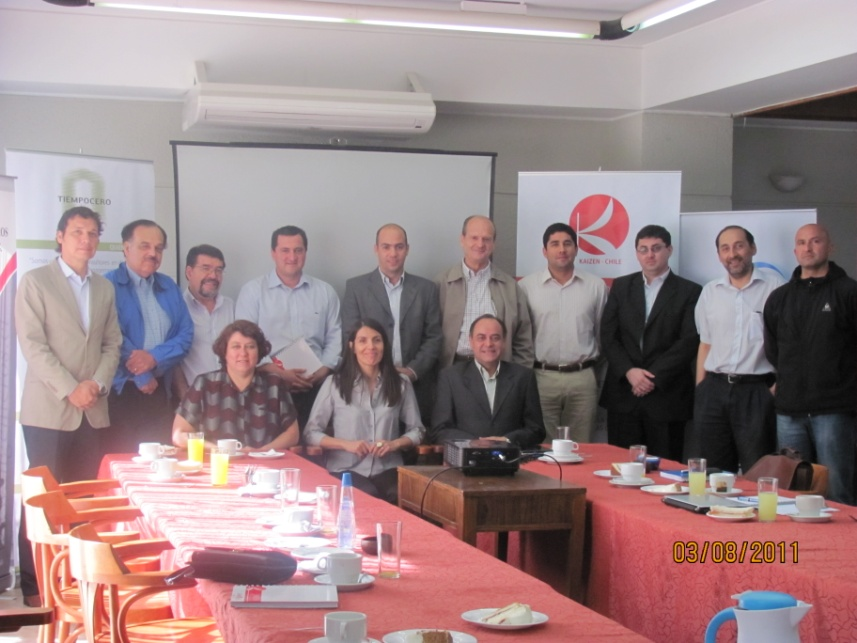 TIEMPOCERO
KAIZEN - CHILE
03/08/2011